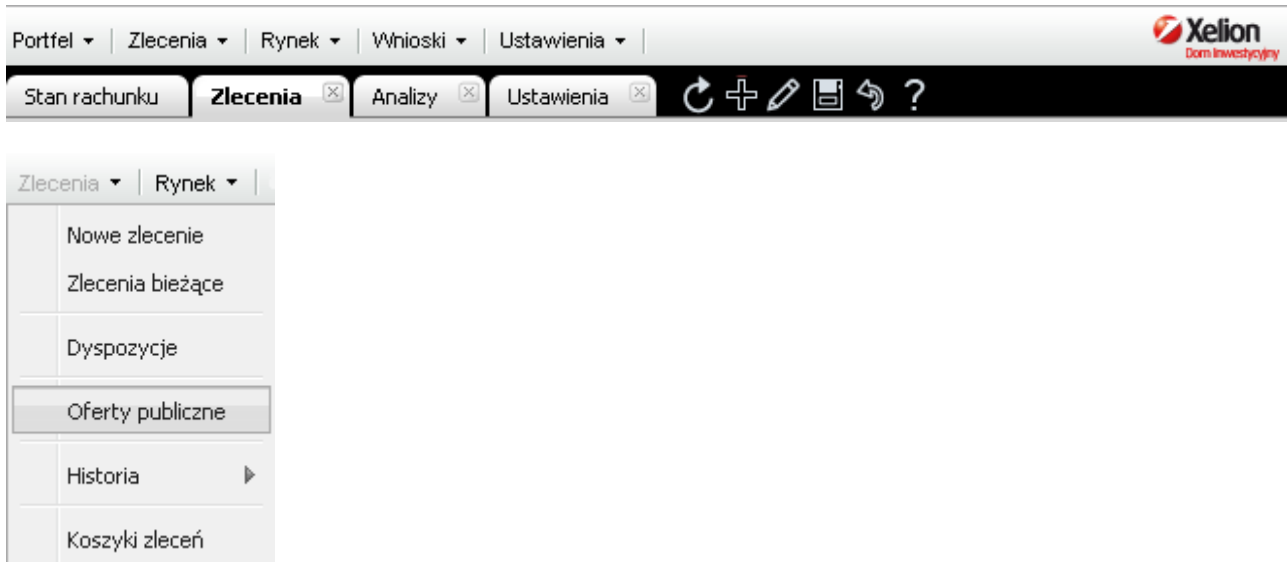 Portfel Zlecenia Rynek Wnioski Ustawienia
Xelion
Dom Inwestycyjny
Stan rachunku Zlecenia Analizy Ustawienia ?
Zlecenia Rynek
Nowe zlecenie
Zlecenia bieżące
Dyspozycje
Oferty publiczne
Historia
Koszyki zleceń